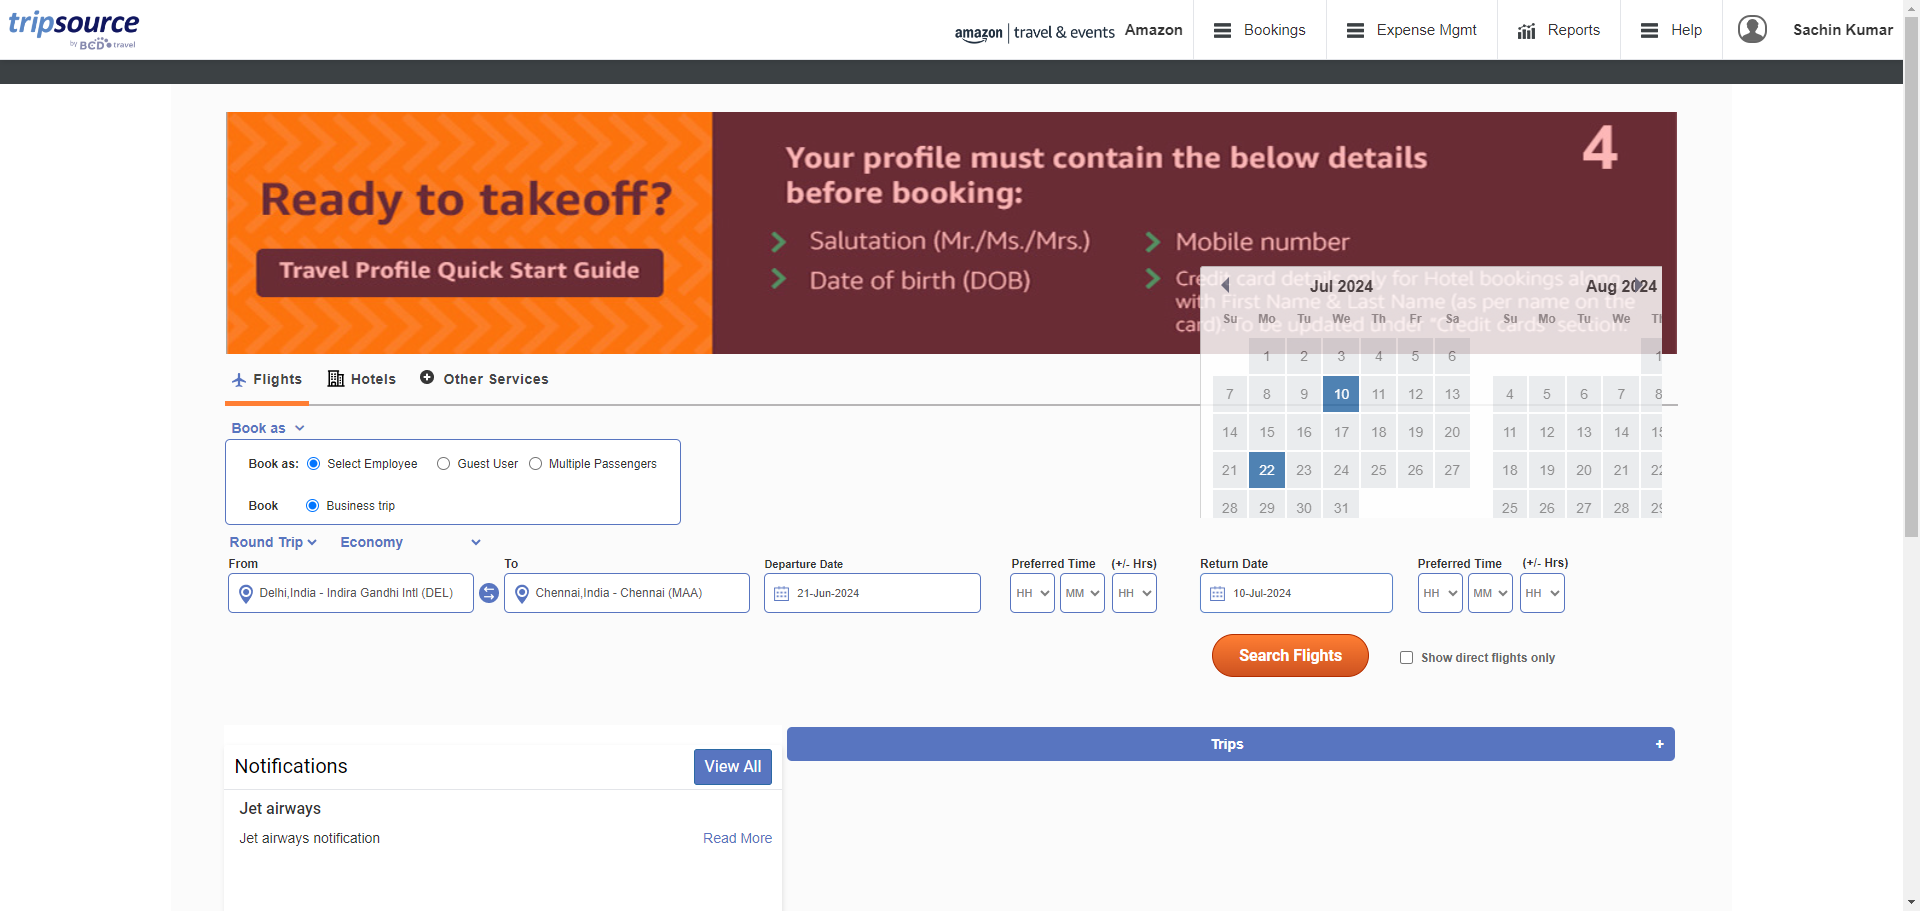 tripsource
by BCD travel
amazon | travel & events Amazon
Bookings
Expense Mgmt
Reports
Help
Sachin Kumar
Ready to takeoff?
Travel Profile Quick Start Guide
Your profile must contain the below details
before booking:
4
Salutation (Mr./Ms./Mrs.)
Mobile number
Date of birth (DOB)
Credit card details only for Hotel bookings along
with First Name & Last Name (as per name on the
card). To be updated under "Credit cards" section.
Jul 2024
Su Mo Tu We Th Fr Sa
1 2 3 4 5 6
7 8 9 10 11 12 13
14 15 16 17 18 19 20
21 22 23 24 25 26 27
28 29 30 31
Aug 2024
Su Mo Tu We
1
4 5 6 7 8
11 12 13 14
18 19 20 21
25 26 27 28
Flights
Hotels
Other Services
Book as
Book as: Select Employee Guest User Multiple Passengers
Book Business trip
Round Trip Economy
From
To
Departure Date
Preferred Time (+/- Hrs)
Return Date
Preferred Time (+/- Hrs)
Delhi,India - Indira Gandhi Intl (DEL)
Chennai,India - Chennai (MAA)
21-Jun-2024
HH MM HH
10-Jul-2024
HH MM HH
Search Flights
Show direct flights only
Trips +
Notifications
View All
Jet airways
Jet airways notification
Read More